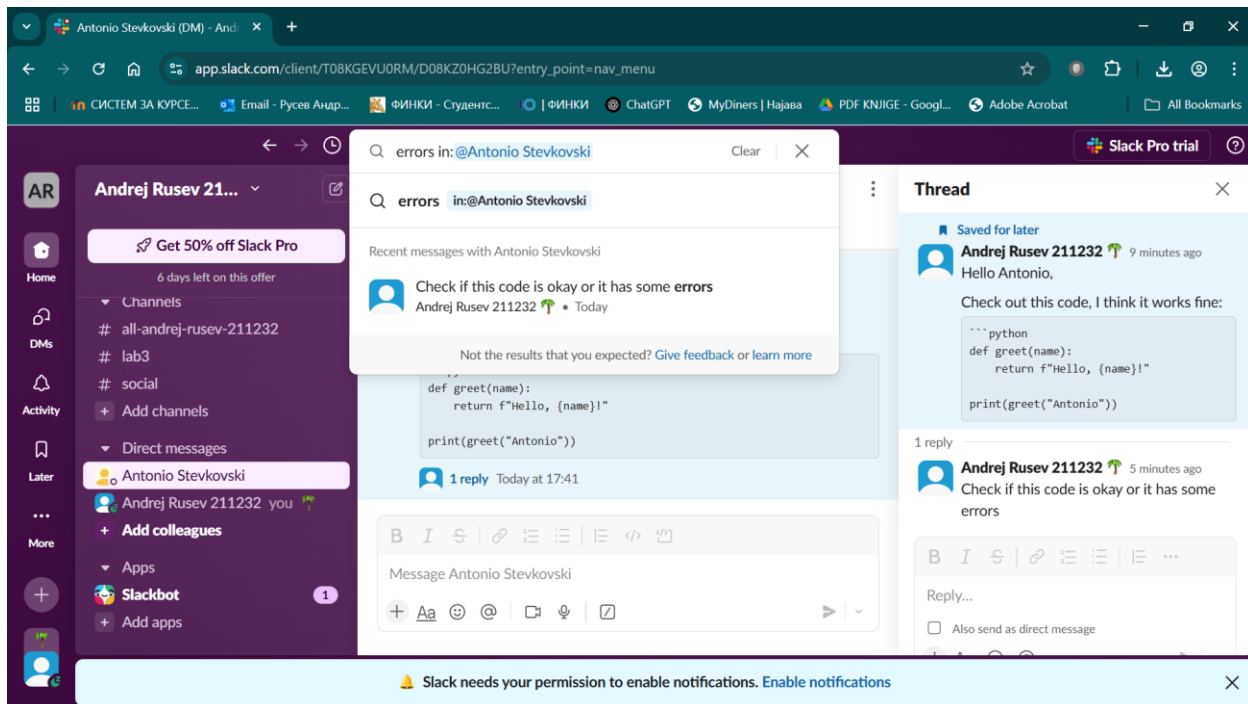 Antonio Stevkovski (DM) - And
app.slack.com/client/T08KGEVU0RM/D08KZ0HG2BU?entry_point=nav_menu
СИСТЕМ ЗА КУРСЕ...
Email - Русев Андр...
ФИНКИ - Студентс...
| ФИНКИ
ChatGPT
MyDiners | Најава
PDF KNJIGE - Googl...
Adobe Acrobat
All Bookmarks
errors in:@Antonio Stevkovski
Clear
Slack Pro trial
AR
Home
DMs
Activity
Later
More
Andrej Rusev 21...
Get 50% off Slack Pro
6 days left on this offer
Channels
# all-andrej-rusev-211232
# lab3
# social
+ Add channels
Direct messages
Antonio Stevkovski
Andrej Rusev 211232 you
+ Add colleagues
Apps
Slackbot 1
+ Add apps
errors in:@Antonio Stevkovski
Recent messages with Antonio Stevkovski
Check if this code is okay or it has some errors
Andrej Rusev 211232 • Today
Not the results that you expected? Give feedback or learn more
def greet(name):
return f"Hello, {name}!"
print(greet("Antonio"))
1 reply Today at 17:41
Message Antonio Stevkovski
Aa
Thread
Saved for later
Andrej Rusev 211232 9 minutes ago
Hello Antonio,
Check out this code, I think it works fine:
```python
def greet(name):
return f"Hello, {name}!"
print(greet("Antonio"))
1 reply
Andrej Rusev 211232 5 minutes ago
Check if this code is okay or it has some
errors
Reply...
Also send as direct message
Slack needs your permission to enable notifications. Enable notifications